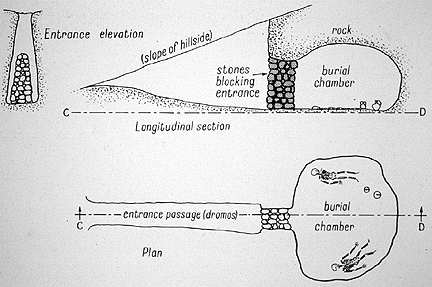 Entrance elevation
(slope of hillside)
rock
stones
blocking
entrance
burial
chamber
C
D
Longitudinal section
entrance passage (dromos)
burial
chamber
C
D
Plan